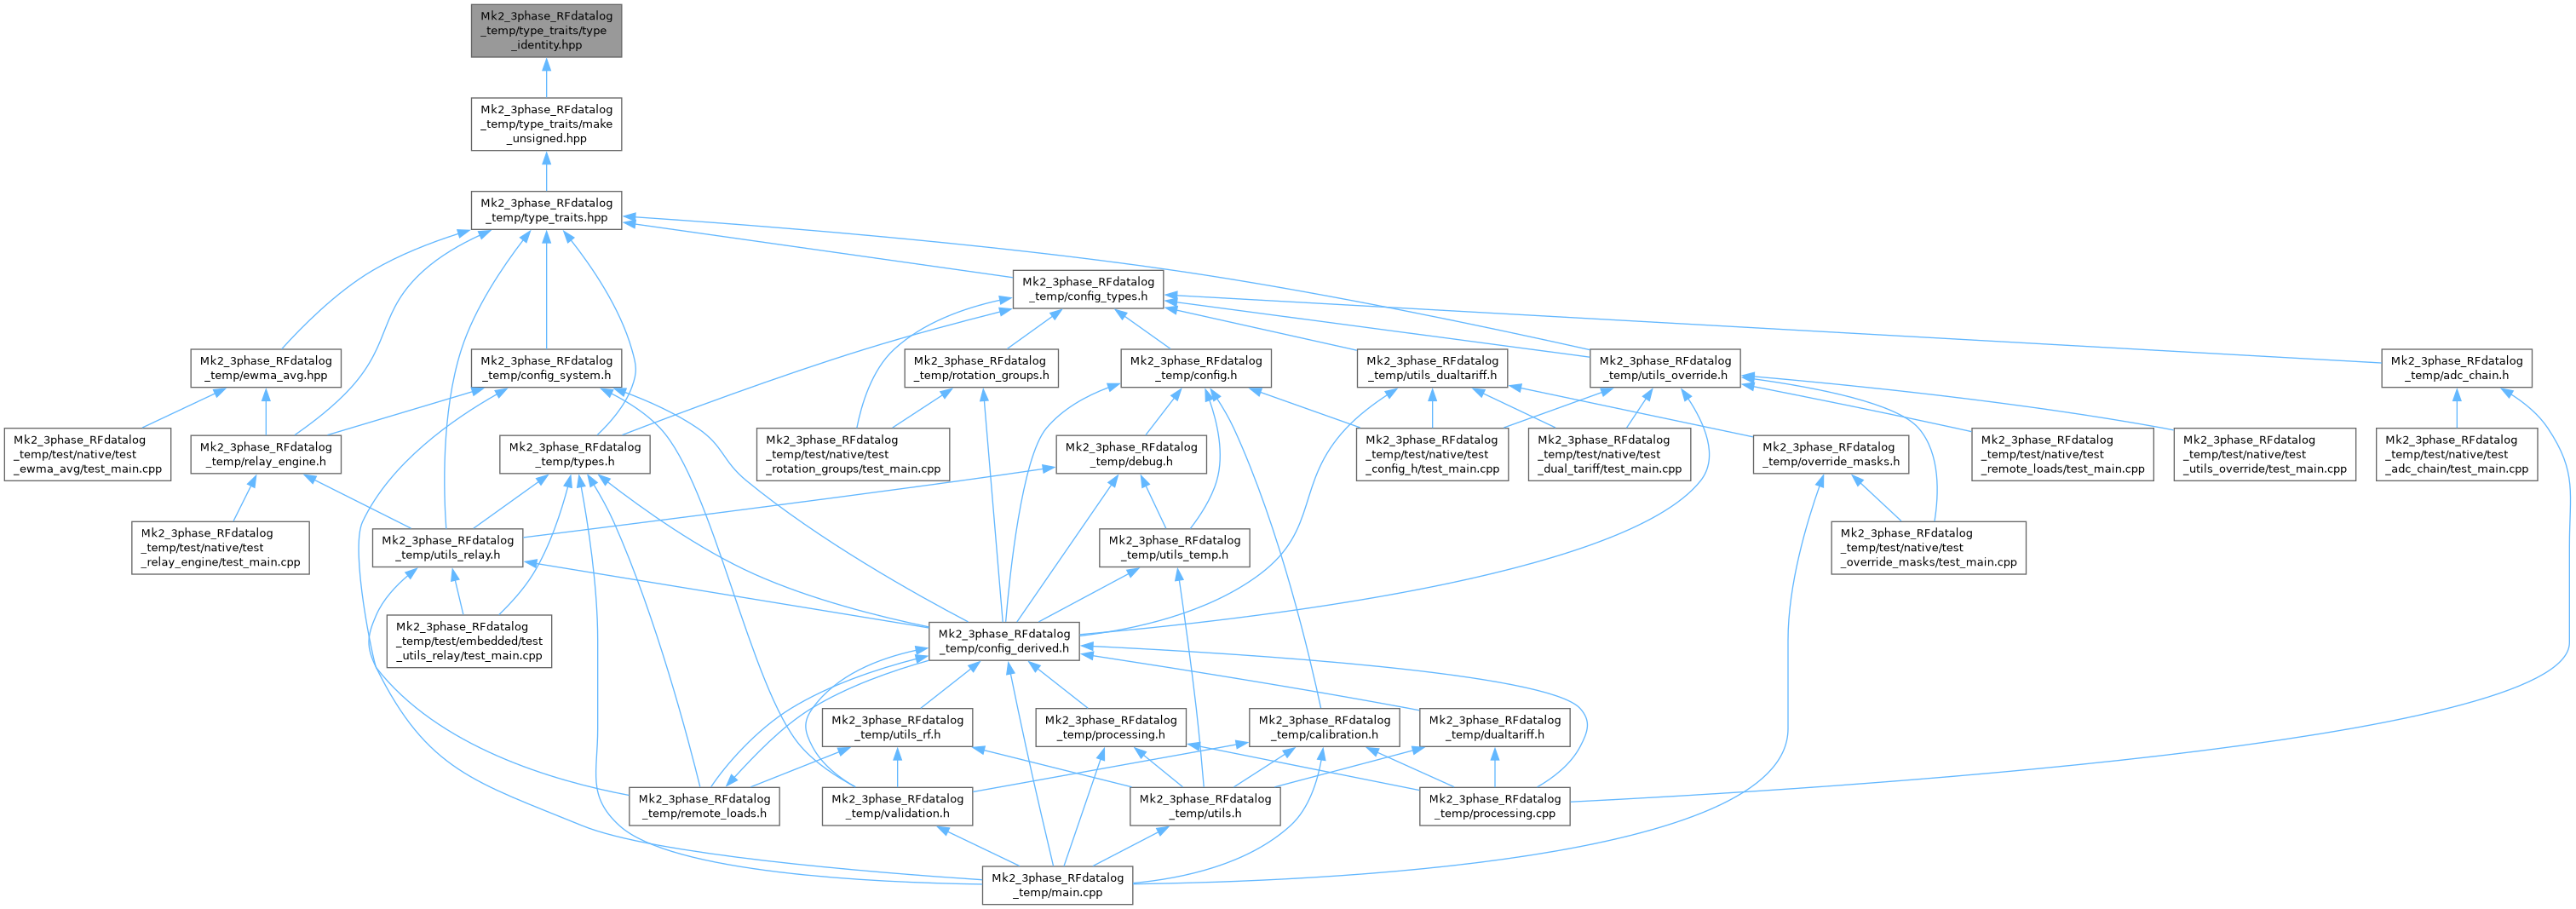 Mk2_3phase_RFdatalog
_temp/type_traits/type
_identity.hpp
Mk2_3phase_RFdatalog
_temp/type_traits/make
_unsigned.hpp
Mk2_3phase_RFdatalog
_temp/type_traits.hpp
Mk2_3phase_RFdatalog
_temp/config_types.h
Mk2_3phase_RFdatalog
_temp/ewma_avg.hpp
Mk2_3phase_RFdatalog
_temp/config_system.h
Mk2_3phase_RFdatalog
_temp/rotation_groups.h
Mk2_3phase_RFdatalog
_temp/config.h
Mk2_3phase_RFdatalog
_temp/utils_dualtariff.h
Mk2_3phase_RFdatalog
_temp/utils_override.h
Mk2_3phase_RFdatalog
_temp/adc_chain.h
Mk2_3phase_RFdatalog
_temp/test/native/test
_ewma_avg/test_main.cpp
Mk2_3phase_RFdatalog
_temp/relay_engine.h
Mk2_3phase_RFdatalog
_temp/types.h
Mk2_3phase_RFdatalog
_temp/test/native/test
_rotation_groups/test_main.cpp
Mk2_3phase_RFdatalog
_temp/debug.h
Mk2_3phase_RFdatalog
_temp/test/native/test
_config_h/test_main.cpp
Mk2_3phase_RFdatalog
_temp/test/native/test
_dual_tariff/test_main.cpp
Mk2_3phase_RFdatalog
_temp/override_masks.h
Mk2_3phase_RFdatalog
_temp/test/native/test
_remote_loads/test_main.cpp
Mk2_3phase_RFdatalog
_temp/test/native/test
_utils_override/test_main.cpp
Mk2_3phase_RFdatalog
_temp/test/native/test
_adc_chain/test_main.cpp
Mk2_3phase_RFdatalog
_temp/test/native/test
_relay_engine/test_main.cpp
Mk2_3phase_RFdatalog
_temp/utils_relay.h
Mk2_3phase_RFdatalog
_temp/utils_temp.h
Mk2_3phase_RFdatalog
_temp/test/native/test
_override_masks/test_main.cpp
Mk2_3phase_RFdatalog
_temp/test/embedded/test
_utils_relay/test_main.cpp
Mk2_3phase_RFdatalog
_temp/config_derived.h
Mk2_3phase_RFdatalog
_temp/utils_rf.h
Mk2_3phase_RFdatalog
_temp/processing.h
Mk2_3phase_RFdatalog
_temp/calibration.h
Mk2_3phase_RFdatalog
_temp/dualtariff.h
Mk2_3phase_RFdatalog
_temp/remote_loads.h
Mk2_3phase_RFdatalog
_temp/validation.h
Mk2_3phase_RFdatalog
_temp/utils.h
Mk2_3phase_RFdatalog
_temp/processing.cpp
Mk2_3phase_RFdatalog
_temp/main.cpp